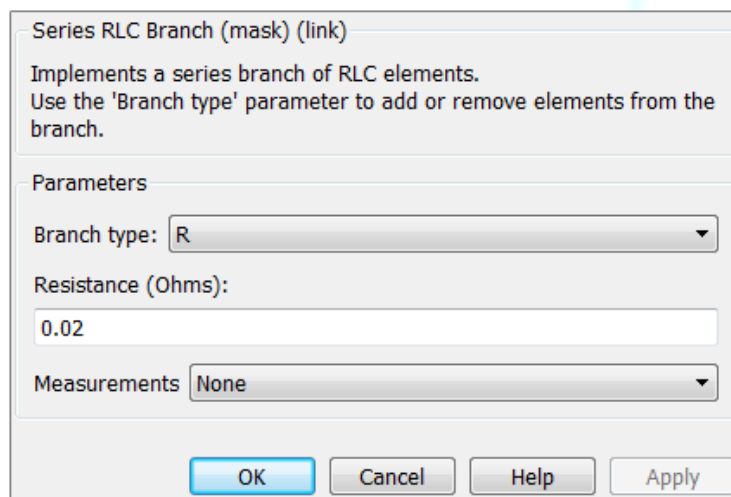 Series RLC Branch (mask) (link)
Implements a series branch of RLC elements.
Use the 'Branch type' parameter to add or remove elements from the
branch.
Parameters
Branch type: R
Resistance (Ohms):
0.02
Measurements None
OK Cancel Help Apply